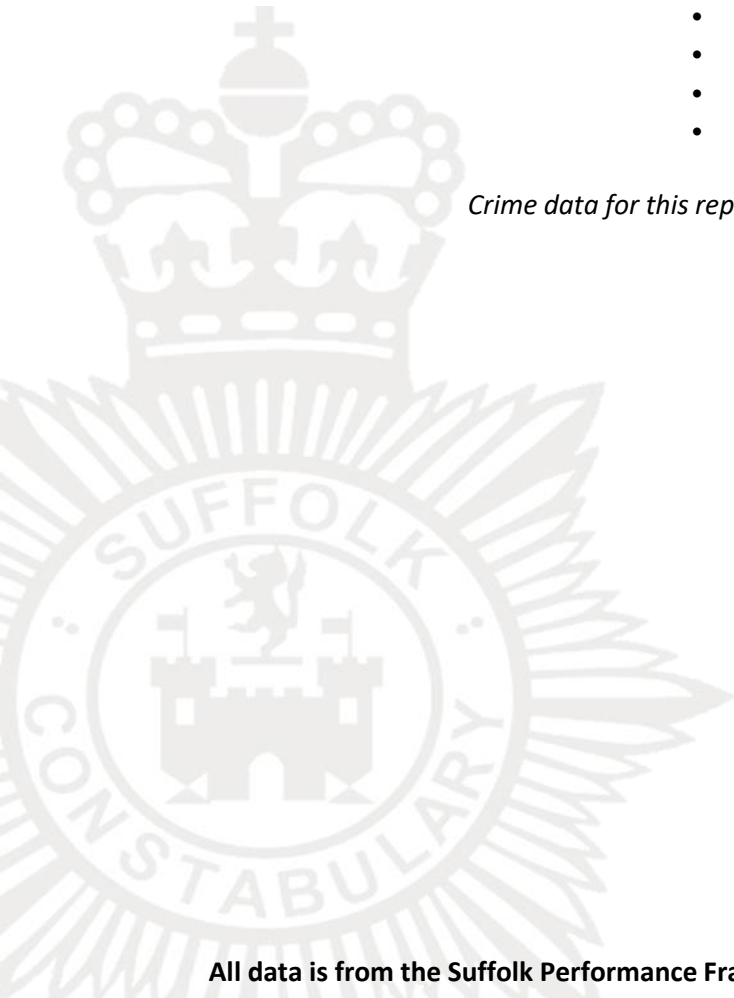 •
•
•
•
Crime data for this rep
SUFFOLK
CONSTABULARY
All data is from the Suffolk Performance Fra